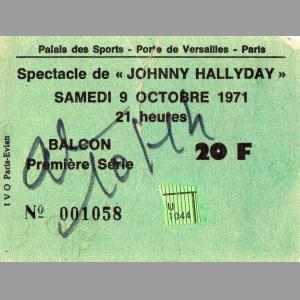 Palais des Sports - Porte de Versailles - Paris
Spectacle de « JOHNNY HALLYDAY »
SAMEDI 9 OCTOBRE 1971
21 heures
BALCON
Première Série
20 F
Nº 001058
U
1044
I V O Paris-Evian